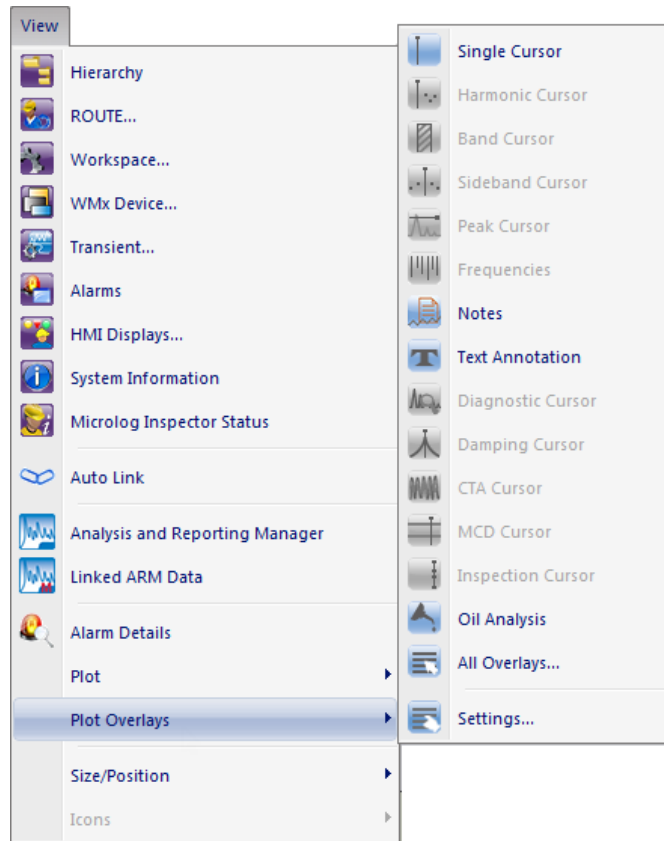 View
Hierarchy
ROUTE...
Workspace...
WMx Device...
Transient...
Alarms
HMI Displays...
System Information
Microlog Inspector Status
Auto Link
Analysis and Reporting Manager
Linked ARM Data
Alarm Details
Plot
Plot Overlays
Size/Position
Icons
Single Cursor
Harmonic Cursor
Band Cursor
Sideband Cursor
Peak Cursor
Frequencies
Notes
Text Annotation
Diagnostic Cursor
Damping Cursor
CTA Cursor
MCD Cursor
Inspection Cursor
Oil Analysis
All Overlays...
Settings...